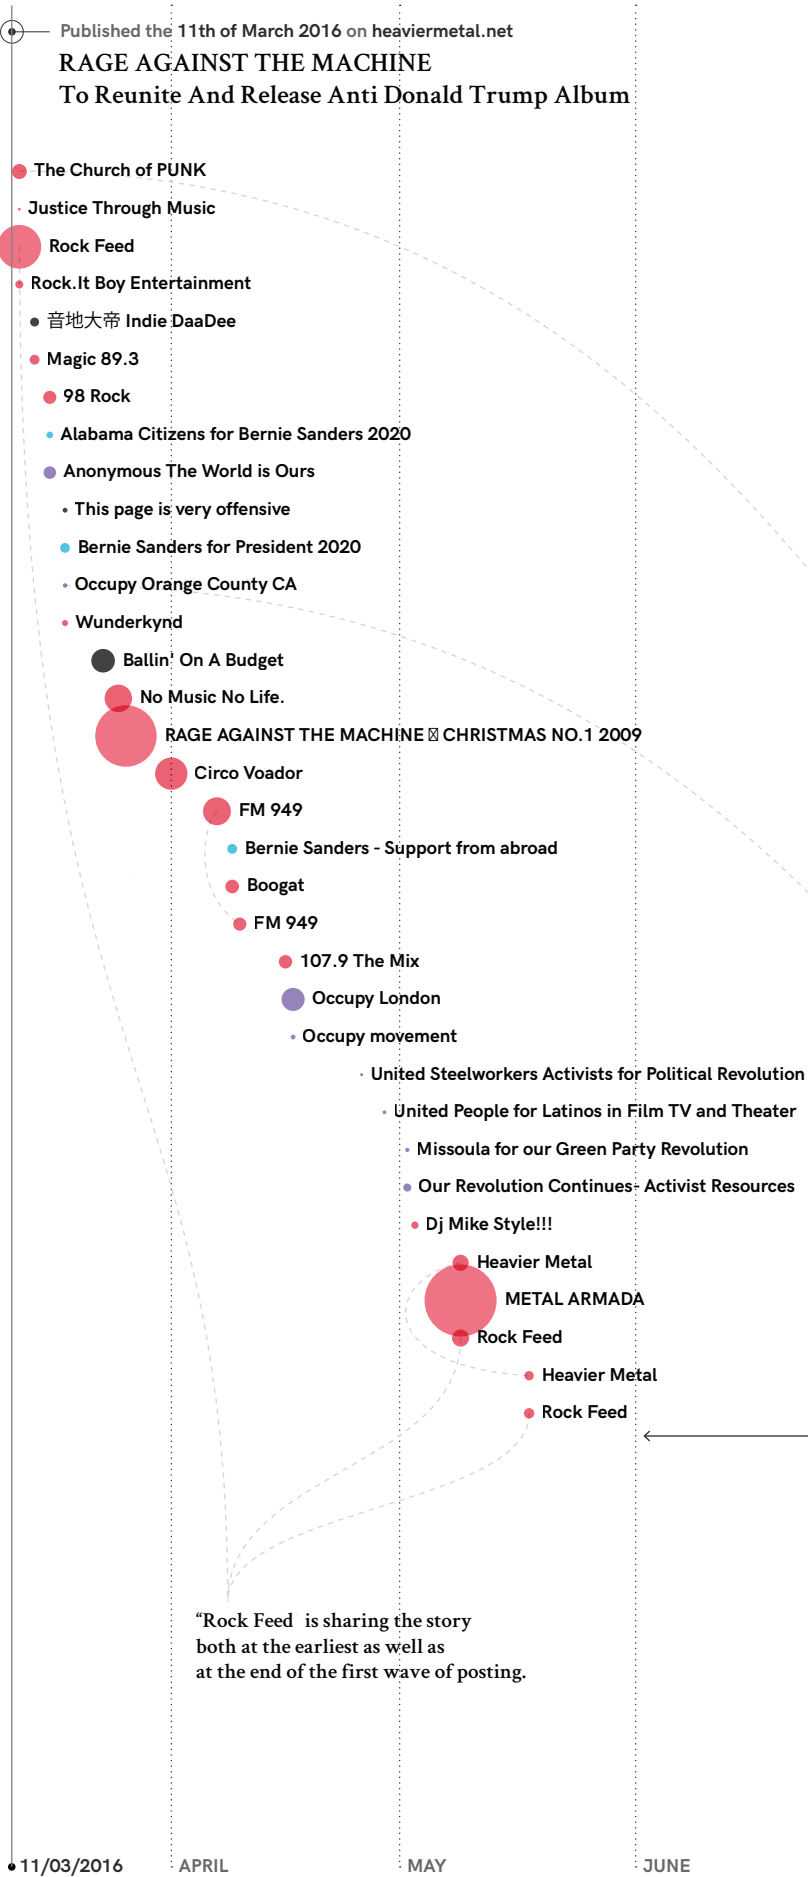 Published the 11th of March 2016 on heaviermetal.net
RAGE AGAINST THE MACHINE
To Reunite And Release Anti Donald Trump Album
The Church of PUNK
Justice Through Music
Rock Feed
Rock.It Boy Entertainment
音地大帝 Indie DaaDee
Magic 89.3
98 Rock
Alabama Citizens for Bernie Sanders 2020
Anonymous The World is Ours
This page is very offensive
Bernie Sanders for President 2020
Occupy Orange County CA
Wunderkynd
Ballin' On A Budget
No Music No Life.
RAGE AGAINST THE MACHINE ▯ CHRISTMAS NO.1 2009
Circo Voador
FM 949
Bernie Sanders - Support from abroad
Boogat
FM 949
107.9 The Mix
Occupy London
Occupy movement
United Steelworkers Activists for Political Revolution
United People for Latinos in Film TV and Theater
Missoula for our Green Party Revolution
Our Revolution Continues- Activist Resources
Dj Mike Style!!!
Heavier Metal
METAL ARMADA
Rock Feed
Heavier Metal
Rock Feed
“Rock Feed  is sharing the story
both at the earliest as well as
at the end of the first wave of posting.
11/03/2016 APRIL MAY JUNE